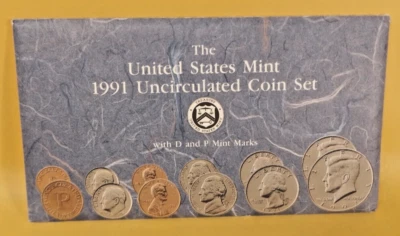 The
United States Mint
1991 Uncirculated Coin Set
with D and P Mint Marks
P